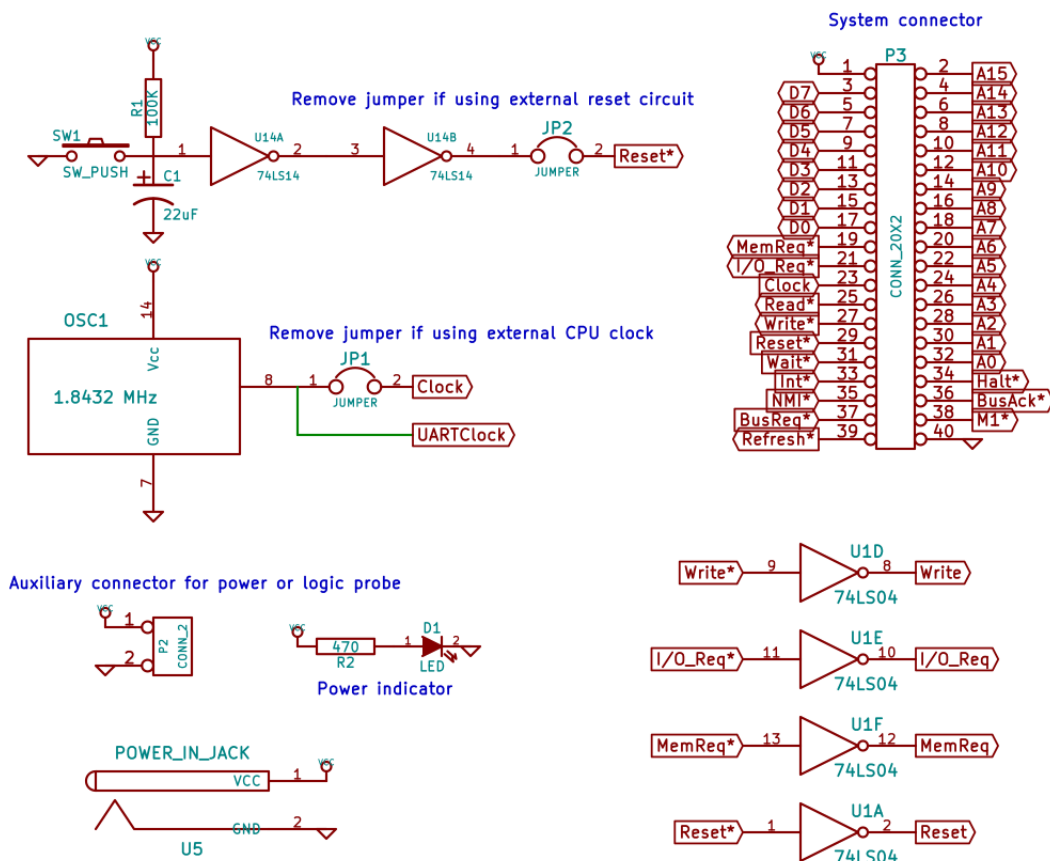 System connector
VCC
R1
100K
SW1
SW_PUSH
C1
22uF
1
U14A
2
74LS14
Remove jumper if using external reset circuit
3
U14B
4
74LS14
1
JP2
2
JUMPER
Reset*
P3
CONN_20X2
VCC
1
2 A15
D7 3
4 A14
D6 5
6 A13
D5 7
8 A12
D4 9
10 A11
D3 11
12 A10
D2 13
14 A9
D1 15
16 A8
D0 17
18 A7
MemReq* 19
20 A6
I/O_Req* 21
22 A5
Clock 23
24 A4
Read* 25
26 A3
Write* 27
28 A2
Reset* 29
30 A1
Wait* 31
32 A0
Int* 33
34 Halt*
NMI* 35
36 BusAck*
BusReq* 37
38 M1*
Refresh* 39
40
VCC
14
OSC1
Vcc
1.8432 MHz
GND
7
8
Remove jumper if using external CPU clock
JP1
1
2
JUMPER
Clock
UARTClock
Auxiliary connector for power or logic probe
VCC
1
2
P2
CONN_2
VCC
470
R2
1
D1
2
LED
Power indicator
POWER_IN_JACK
VCC
1
VCC
GND
2
U5
Write* 9
U1D
8 Write
74LS04
I/O_Req* 11
U1E
10 I/O_Req
74LS04
MemReq* 13
U1F
12 MemReq
74LS04
Reset* 1
U1A
2 Reset
74LS04